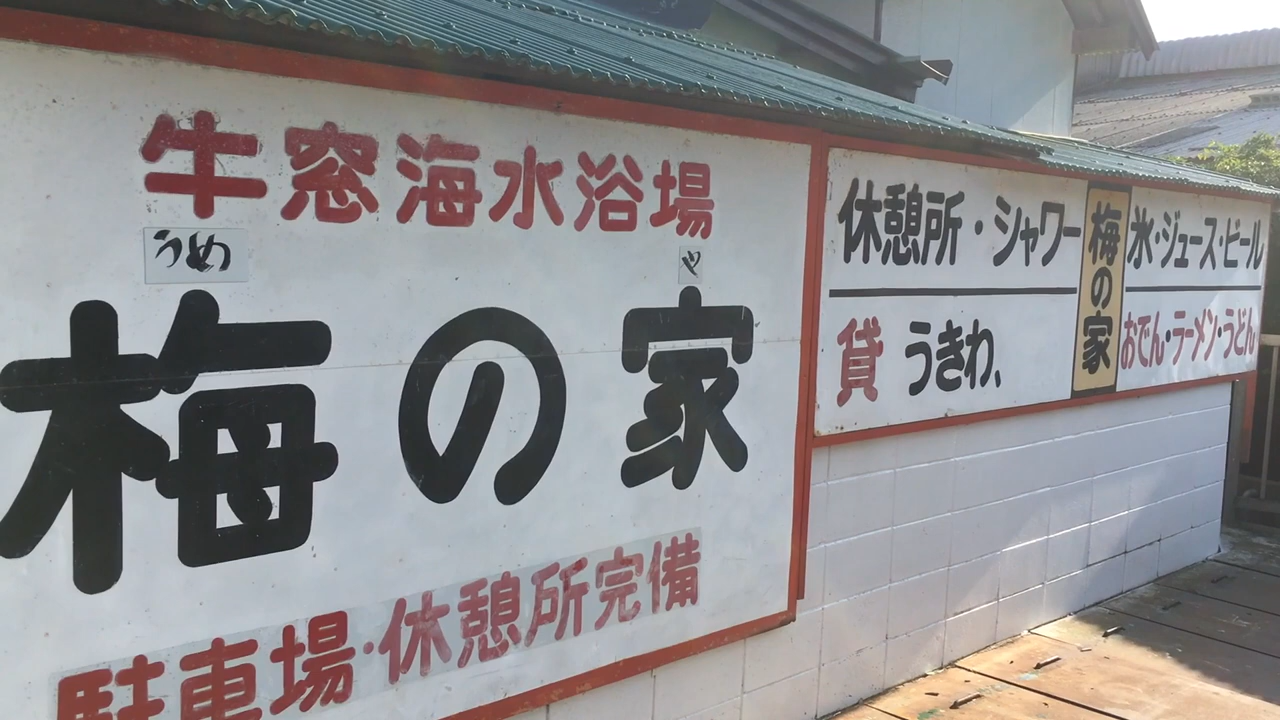 牛窓海水浴場
うめ や
梅の家
駐車場・休憩所完備
休憩所・シャワー
貸 うきわ、
梅の家
氷・ジュース・ビール
おでん・ラーメン・うどん